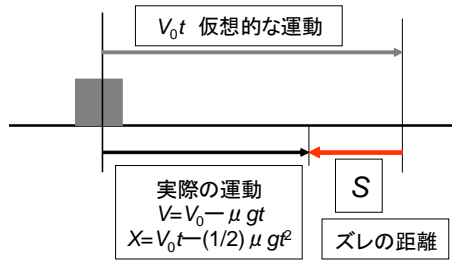 V₀t 仮想的な運動
実際の運動
V=V₀ー μ gt
X=V₀tー(1/2) μ gt²
S
ズレの距離